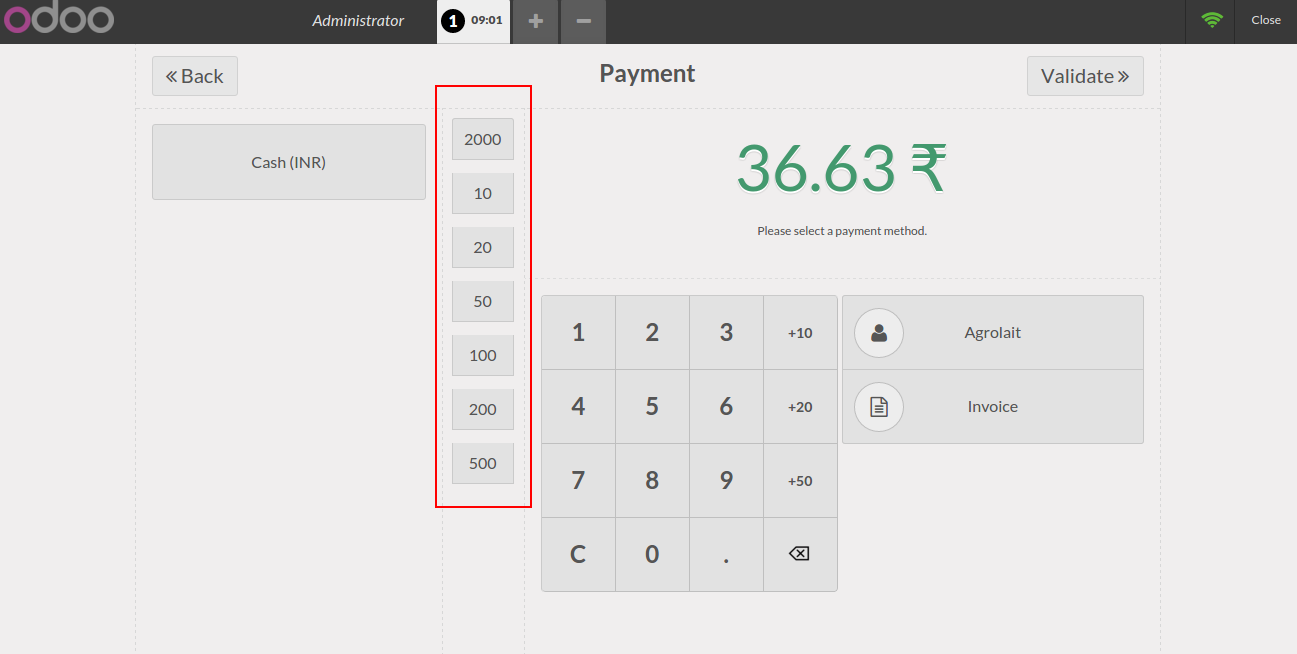 odoo
Administrator
1 09:01
Close
Back
Payment
Validate
Cash (INR)
2000
10
20
50
100
200
500
36.63 ₹
Please select a payment method.
1 2 3 +10
4 5 6 +20
7 8 9 +50
C 0 .
Agrolait
Invoice